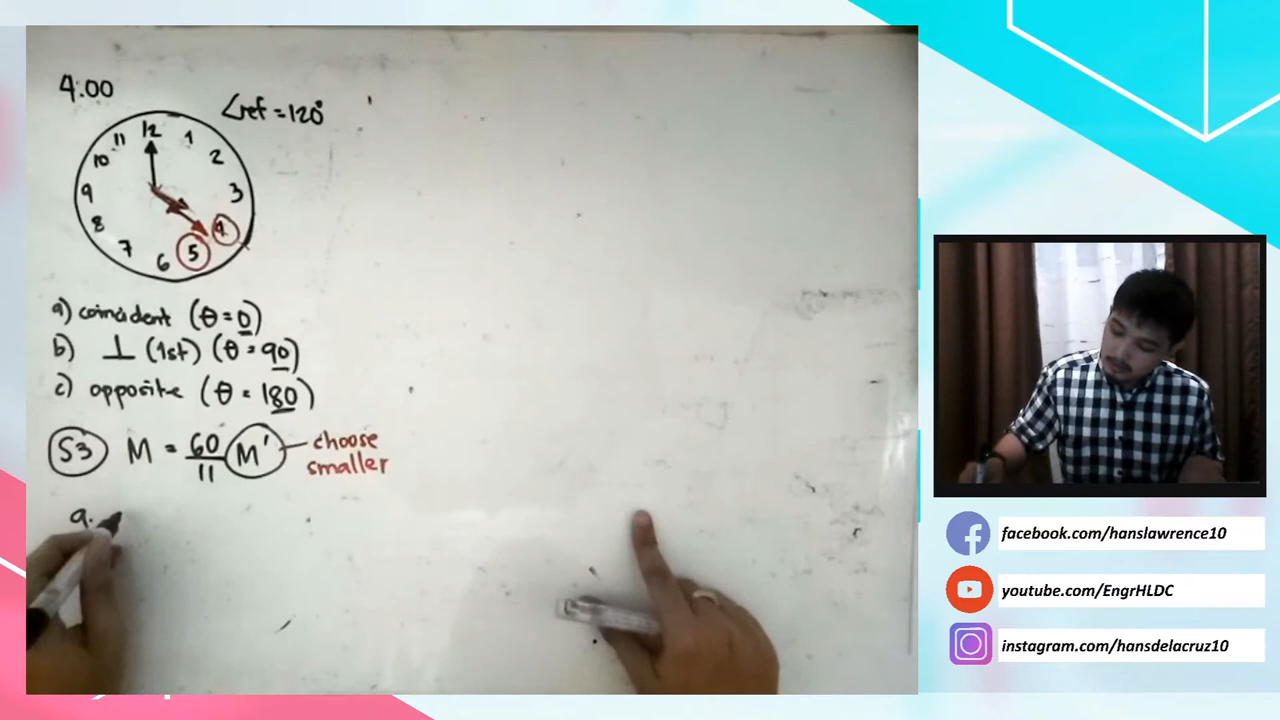 4:00
∠ref = 120°
12
11
1
10
2
9
3
8
4
7
5
6
a) coincident (θ = 0)
b) ⊥ (1st) (θ = 90)
c) opposite (θ = 180)
S3 M = 60/11 M' — choose smaller
a.
facebook.com/hanslawrence10
youtube.com/EngrHLDC
instagram.com/hansdelacruz10